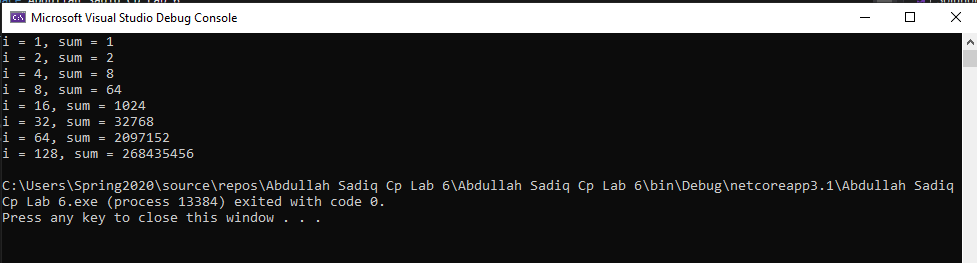 Microsoft Visual Studio Debug Console
i = 1, sum = 1
i = 2, sum = 2
i = 4, sum = 8
i = 8, sum = 64
i = 16, sum = 1024
i = 32, sum = 32768
i = 64, sum = 2097152
i = 128, sum = 268435456
C:\Users\Spring2020\source\repos\Abdullah Sadiq Cp Lab 6\Abdullah Sadiq Cp Lab 6\bin\Debug\netcoreapp3.1\Abdullah Sadiq
Cp Lab 6.exe (process 13384) exited with code 0.
Press any key to close this window . . .